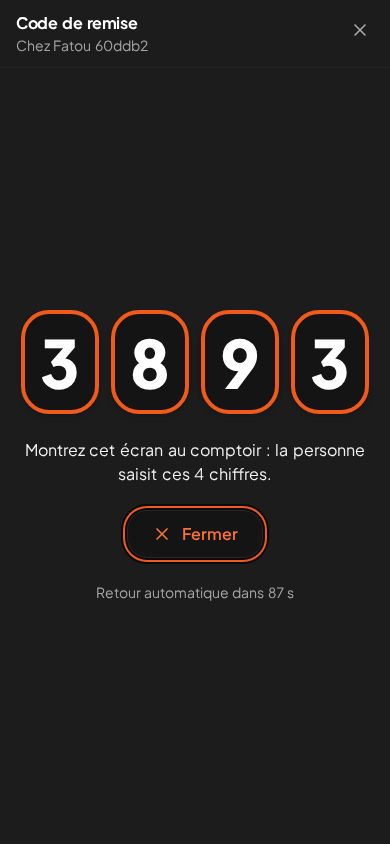 Code de remise
Chez Fatou 60ddb2
3 8 9 3
Montrez cet écran au comptoir : la personne
saisit ces 4 chiffres.
Fermer
Retour automatique dans 87 s